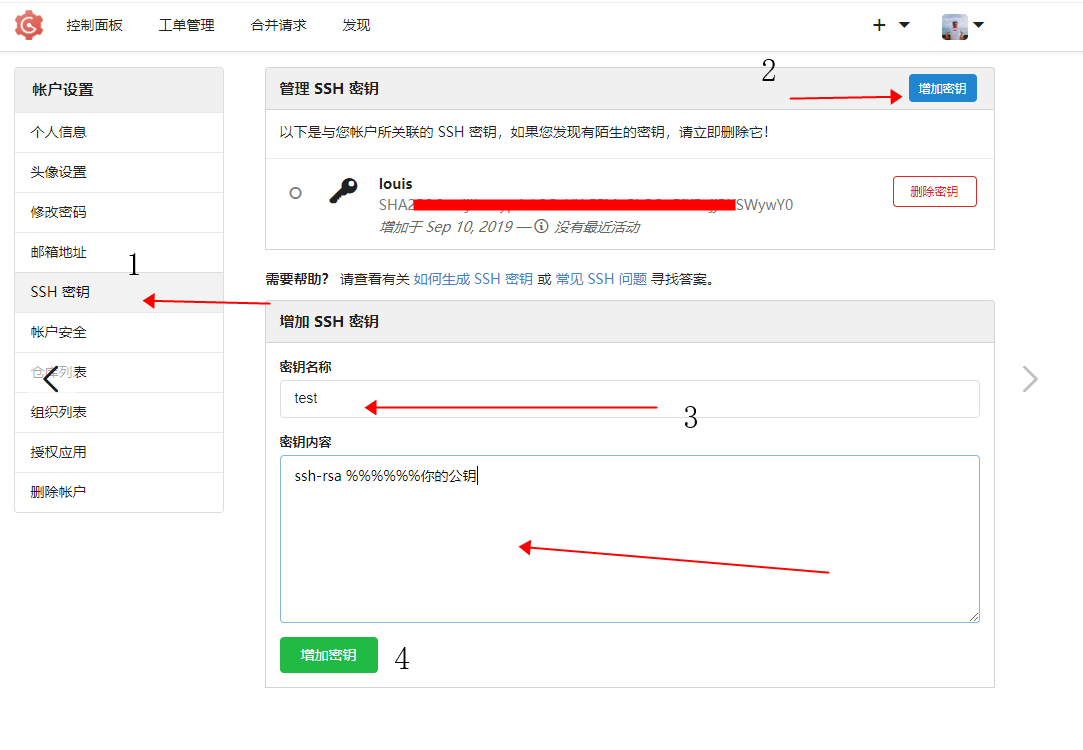 控制面板 工单管理 合并请求 发现
帐户设置
个人信息
头像设置
修改密码
邮箱地址
1
SSH 密钥
帐户安全
仓库列表
组织列表
授权应用
删除帐户
管理 SSH 密钥
2
增加密钥
以下是与您帐户所关联的 SSH 密钥，如果您发现有陌生的密钥，请立即删除它！
louis
SHA2 SWywY0
增加于 Sep 10, 2019 — 没有最近活动
删除密钥
需要帮助？ 请查看有关 如何生成 SSH 密钥 或 常见 SSH 问题 寻找答案。
增加 SSH 密钥
密钥名称
test
3
密钥内容
ssh-rsa %%%%%%你的公钥
增加密钥
4